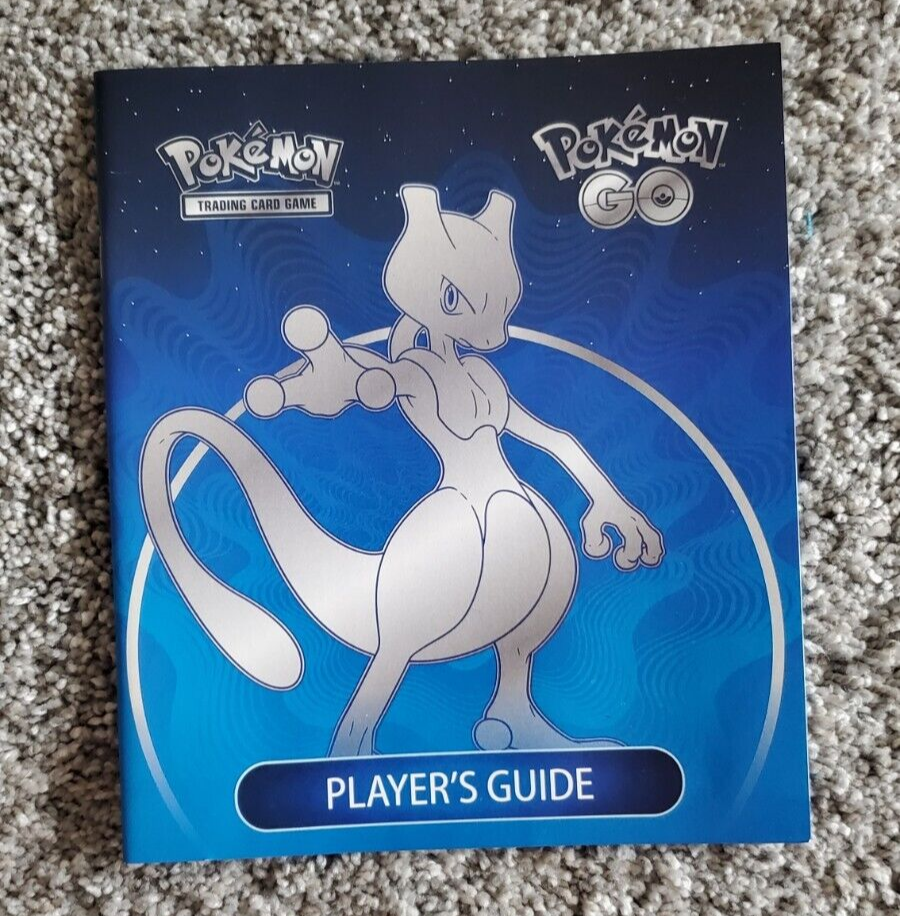 POKéMON
TRADING CARD GAME
POKéMON
GO
PLAYER'S GUIDE